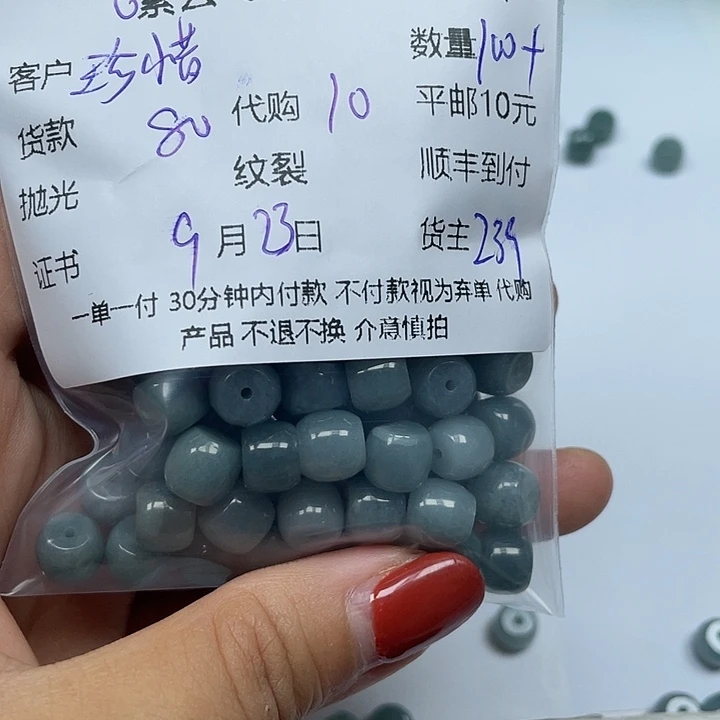 客户 珍惜 数量 100+
货款 80 代购 10 平邮10元
抛光 纹裂 顺丰到付
证书 9月23日 货主 239
一单一付 30分钟内付款 不付款视为弃单 代购
产品 不退不换 介意慎拍